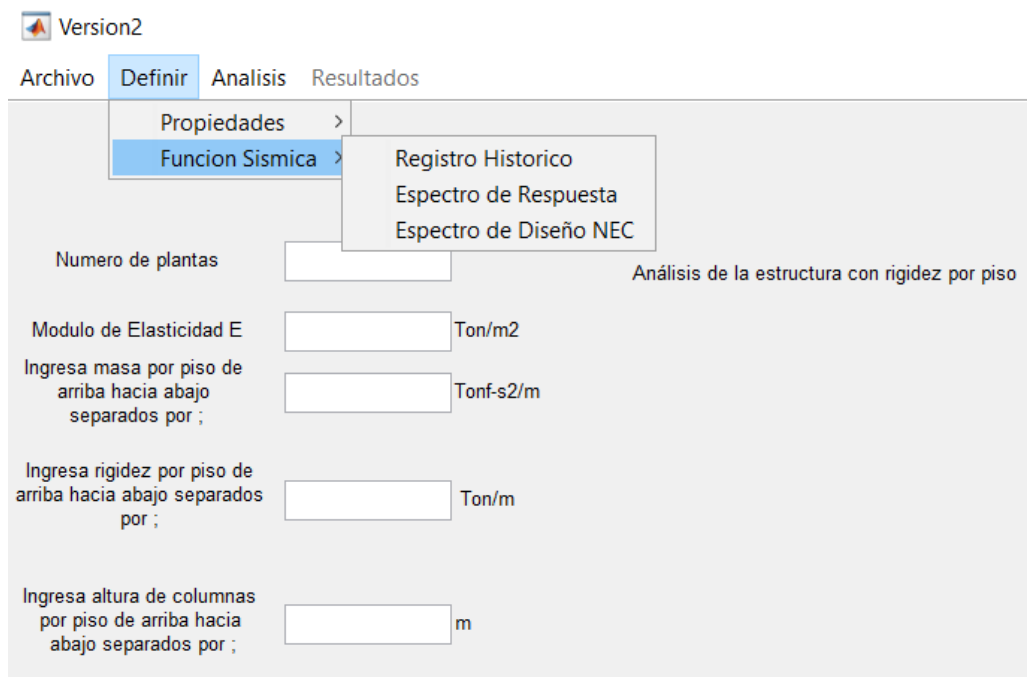 Version2
Archivo Definir Analisis Resultados
Propiedades >
Funcion Sismica >
Registro Historico
Espectro de Respuesta
Espectro de Diseño NEC
Numero de plantas
Análisis de la estructura con rigidez por piso
Modulo de Elasticidad E
Ton/m2
Ingresa masa por piso de
arriba hacia abajo
separados por ;
Tonf-s2/m
Ingresa rigidez por piso de
arriba hacia abajo separados
por ;
Ton/m
Ingresa altura de columnas
por piso de arriba hacia
abajo separados por ;
m